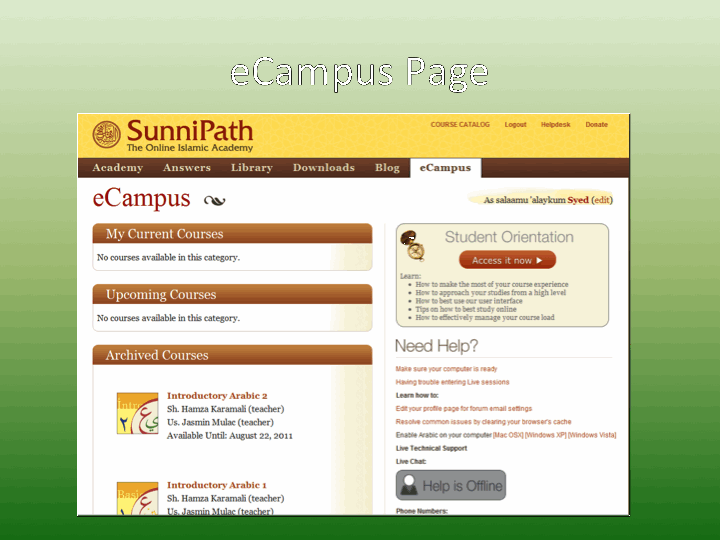 eCampus Page
SunniPath
The Online Islamic Academy
COURSE CATALOG Logout Helpdesk Donate
Academy Answers Library Downloads Blog eCampus
eCampus
As salaamu 'alaykum Syed (edit)
My Current Courses
No courses available in this category.
Upcoming Courses
No courses available in this category.
Archived Courses
Introductory Arabic 2
Sh. Hamza Karamali (teacher)
Us. Jasmin Mulac (teacher)
Available Until: August 22, 2011
Introductory Arabic 1
Sh. Hamza Karamali (teacher)
Us. Jasmin Mulac (teacher)
Student Orientation
Access it now
Learn:
How to make the most of your course experience
How to approach your studies from a high level
How to best use our user interface
Tips on how to best study online
How to effectively manage your course load
Need Help?
Make sure your computer is ready
Having trouble entering Live sessions
Learn how to:
Edit your profile page for forum email settings
Resolve common issues by clearing your browser's cache
Enable Arabic on your computer [Mac OSX] [Windows XP] [Windows Vista]
Live Technical Support
Live Chat:
Help is Offline
Phone Numbers: